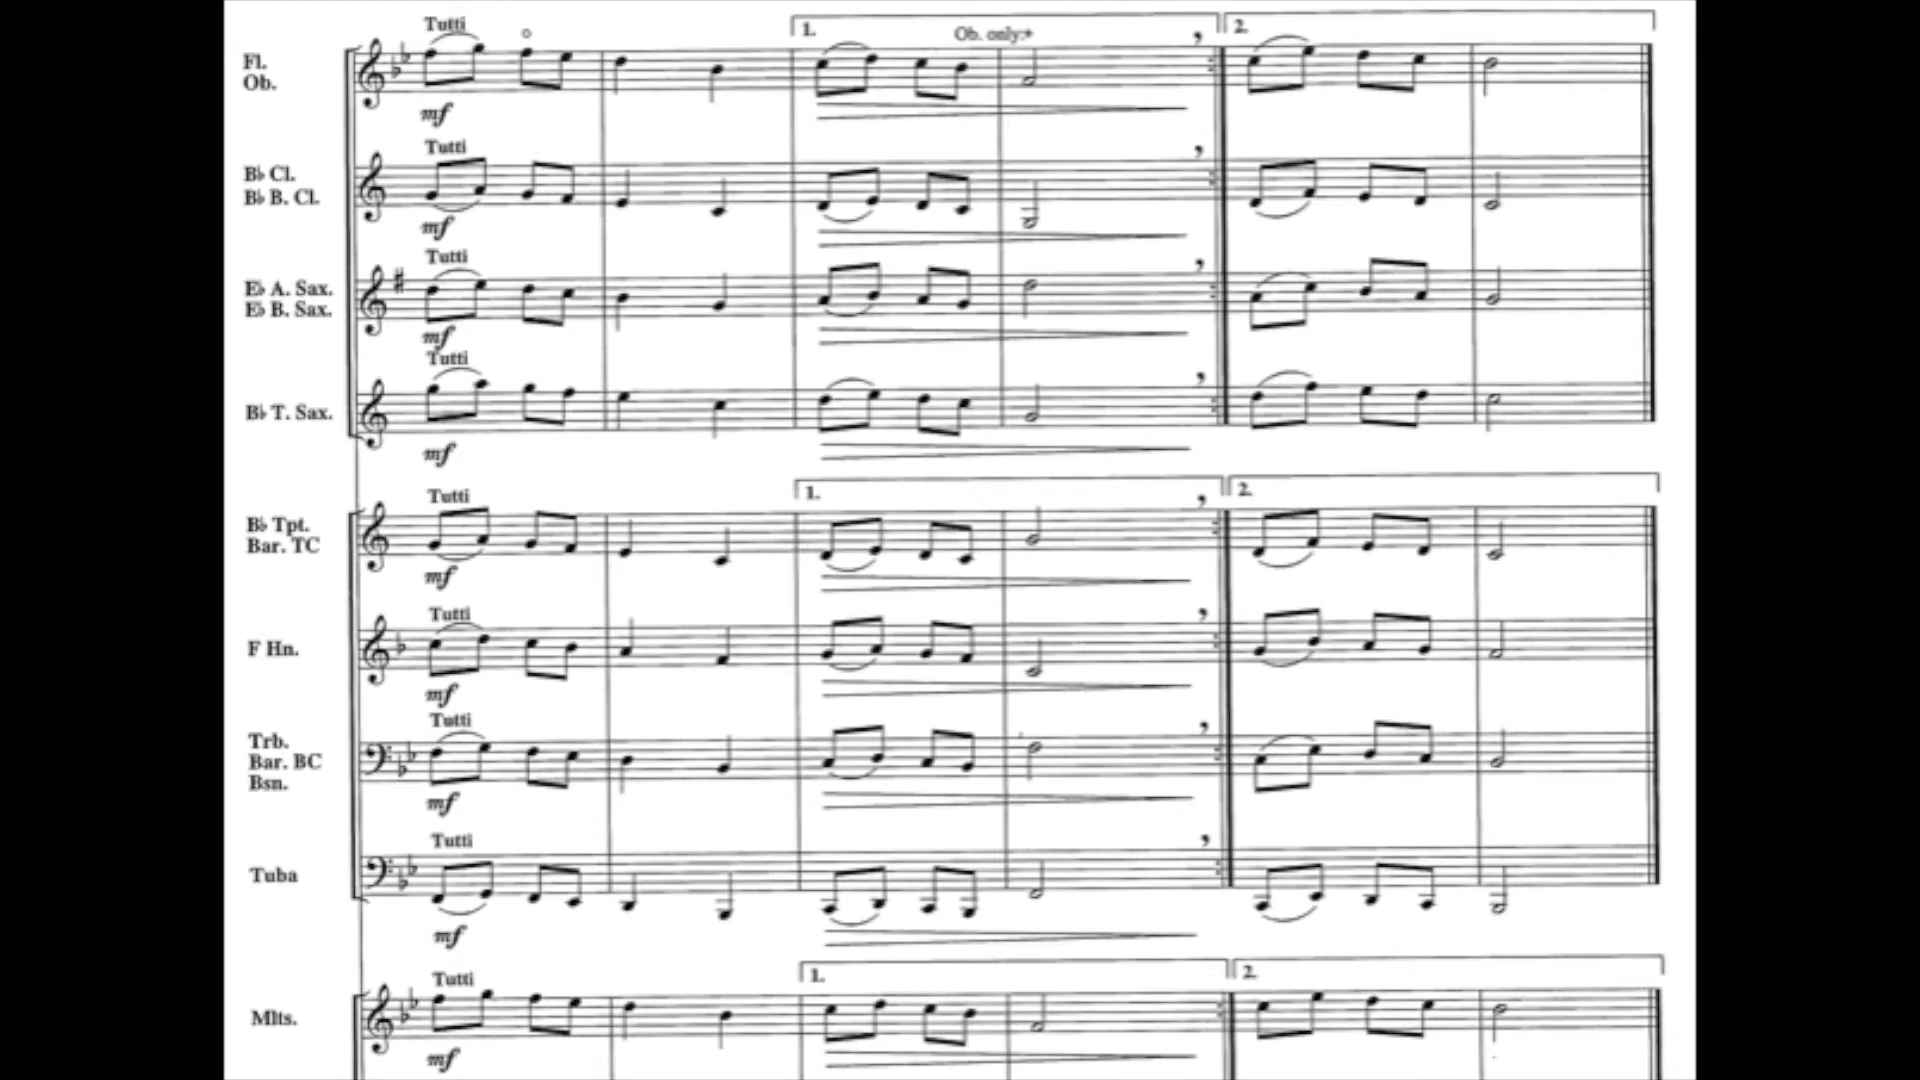 Tutti
1.
Ob. only:+
2.
Fl.
Ob.
mf
Tutti
B♭ Cl.
B♭ B. Cl.
mf
Tutti
E♭ A. Sax.
E♭ B. Sax.
mf
Tutti
B♭ T. Sax.
mf
1.
2.
Tutti
B♭ Tpt.
Bar. TC
mf
Tutti
F Hn.
mf
Tutti
Trb.
Bar. BC
Bsn.
mf
Tutti
Tuba
mf
1.
2.
Tutti
Mlts.
mf